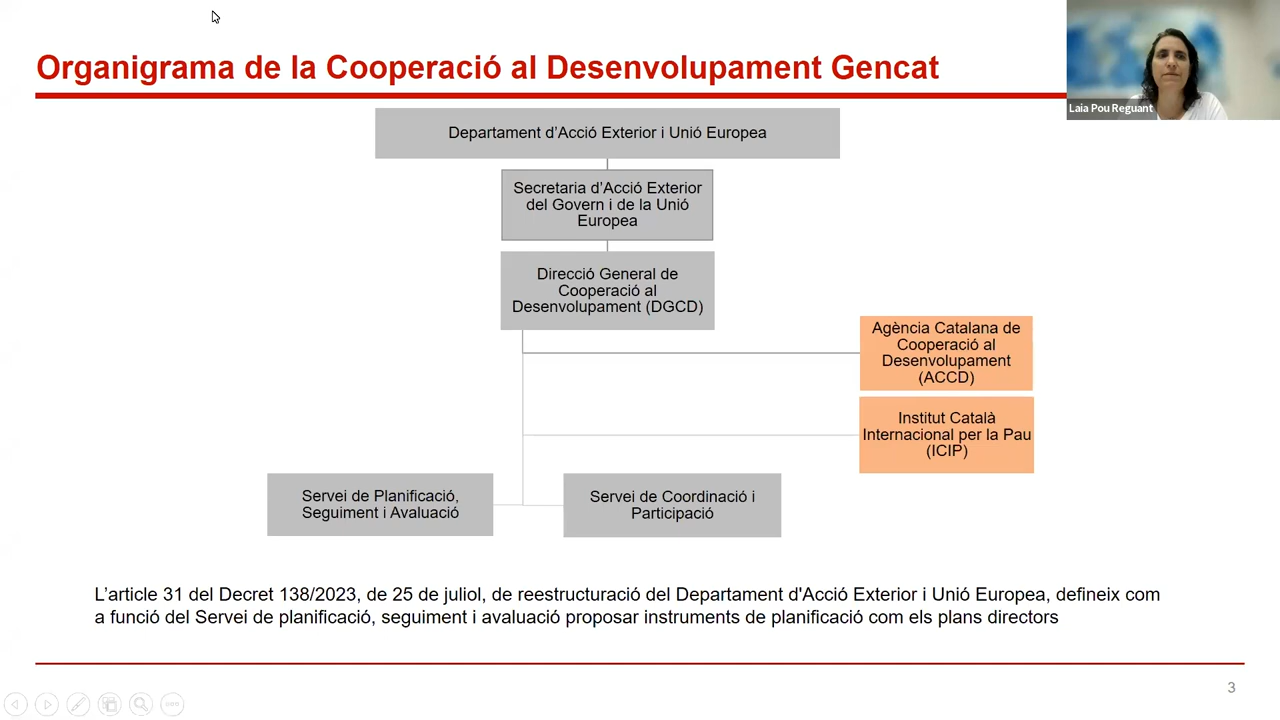 Organigrama de la Cooperació al Desenvolupament Gencat
Laia Pou Reguant
Departament d'Acció Exterior i Unió Europea
Secretaria d'Acció Exterior
del Govern i de la Unió
Europea
Direcció General de
Cooperació al
Desenvolupament (DGCD)
Agència Catalana de
Cooperació al
Desenvolupament
(ACCD)
Institut Català
Internacional per la Pau
(ICIP)
Servei de Planificació,
Seguiment i Avaluació
Servei de Coordinació i
Participació
L'article 31 del Decret 138/2023, de 25 de juliol, de reestructuració del Departament d'Acció Exterior i Unió Europea, defineix com
a funció del Servei de planificació, seguiment i avaluació proposar instruments de planificació com els plans directors
3